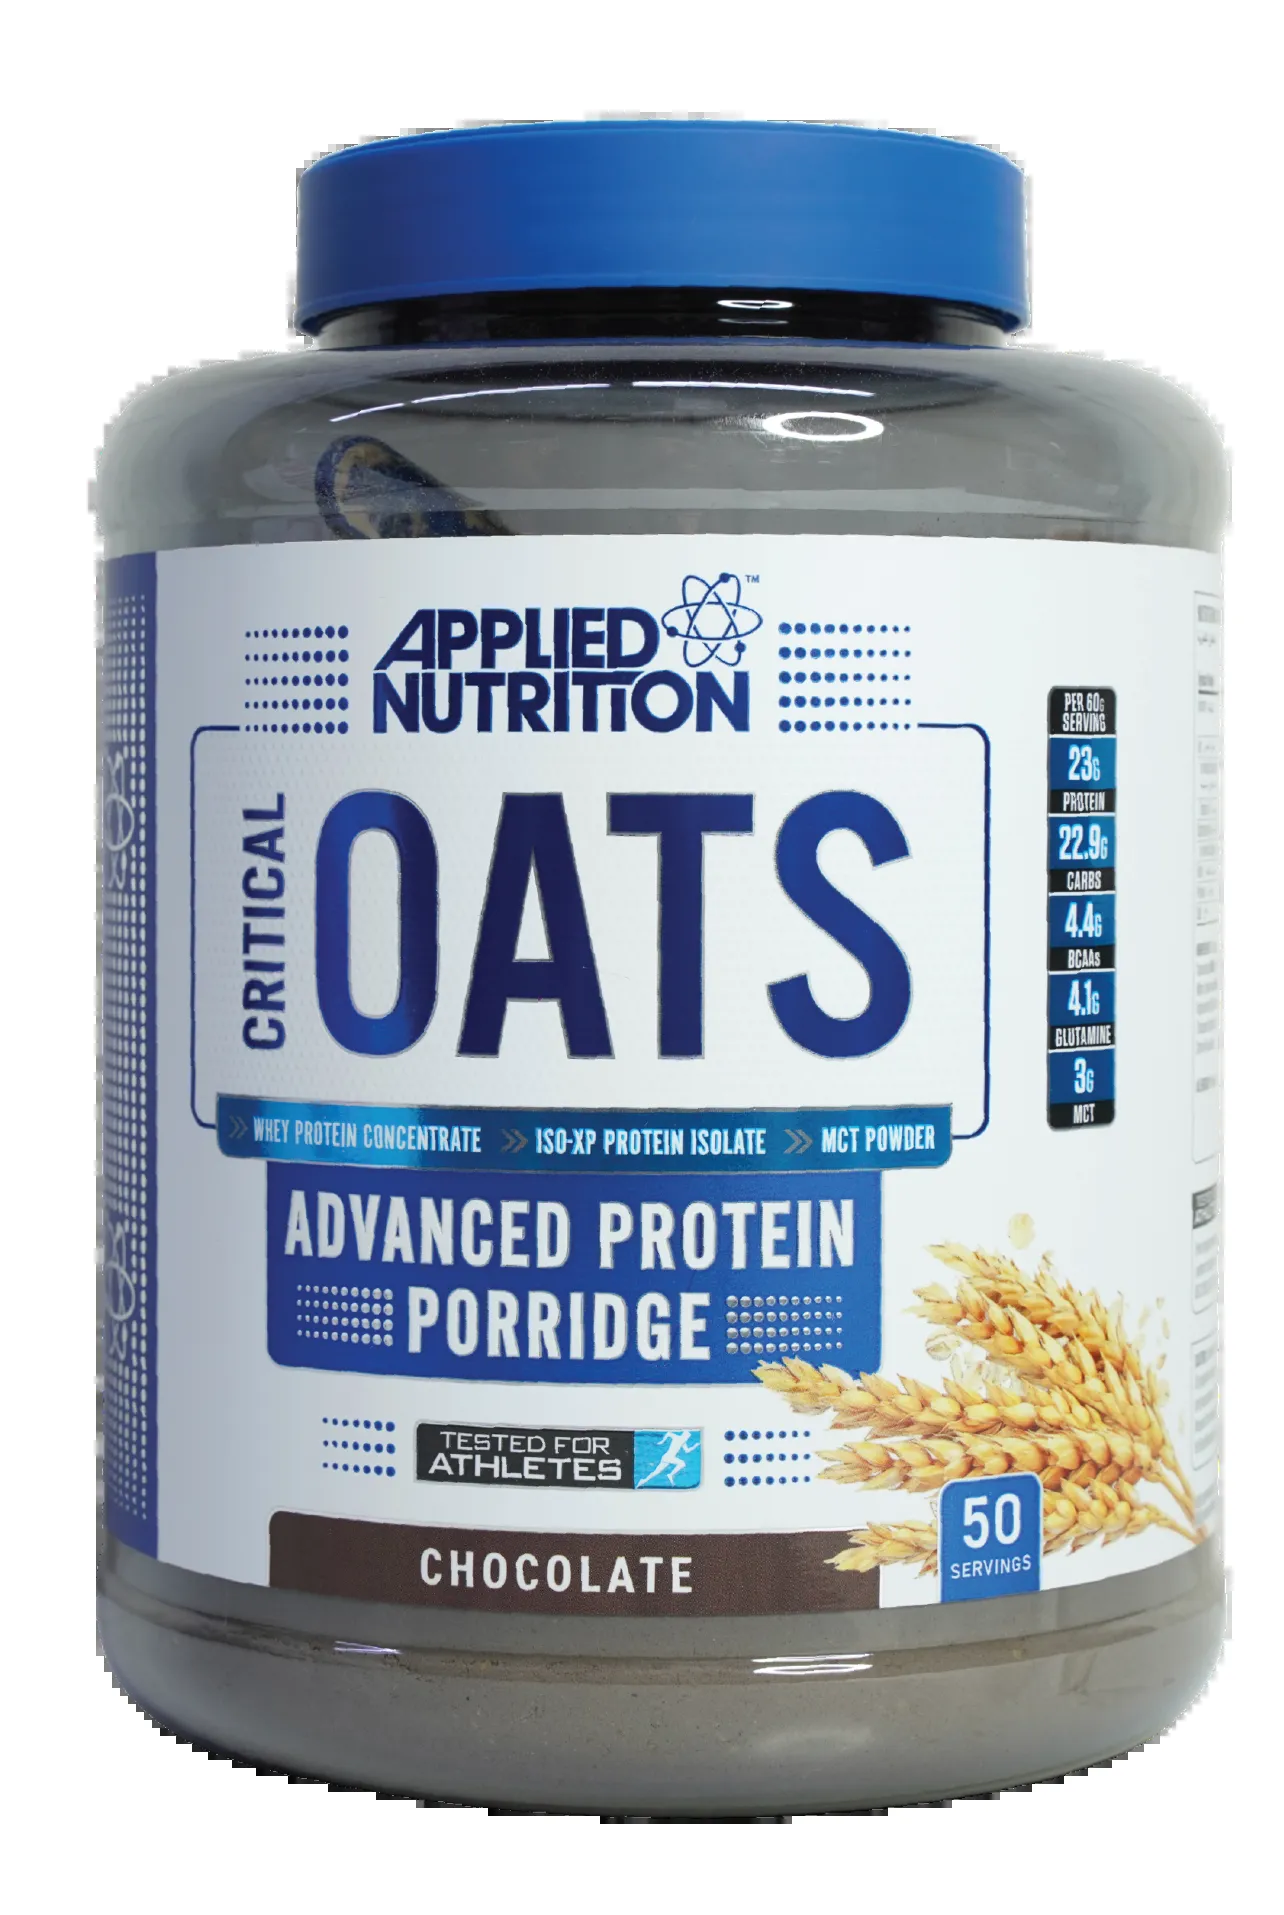 APPLIED
NUTRITION
TM
CRITICAL
OATS
WHEY PROTEIN CONCENTRATE
ISO-XP PROTEIN ISOLATE
MCT POWDER
ADVANCED PROTEIN
PORRIDGE
TESTED FOR
ATHLETES
CHOCOLATE
50
SERVINGS
PER 60G
SERVING
23G
PROTEIN
22.9G
CARBS
4.4G
BCAAs
4.1G
GLUTAMINE
3G
MCT